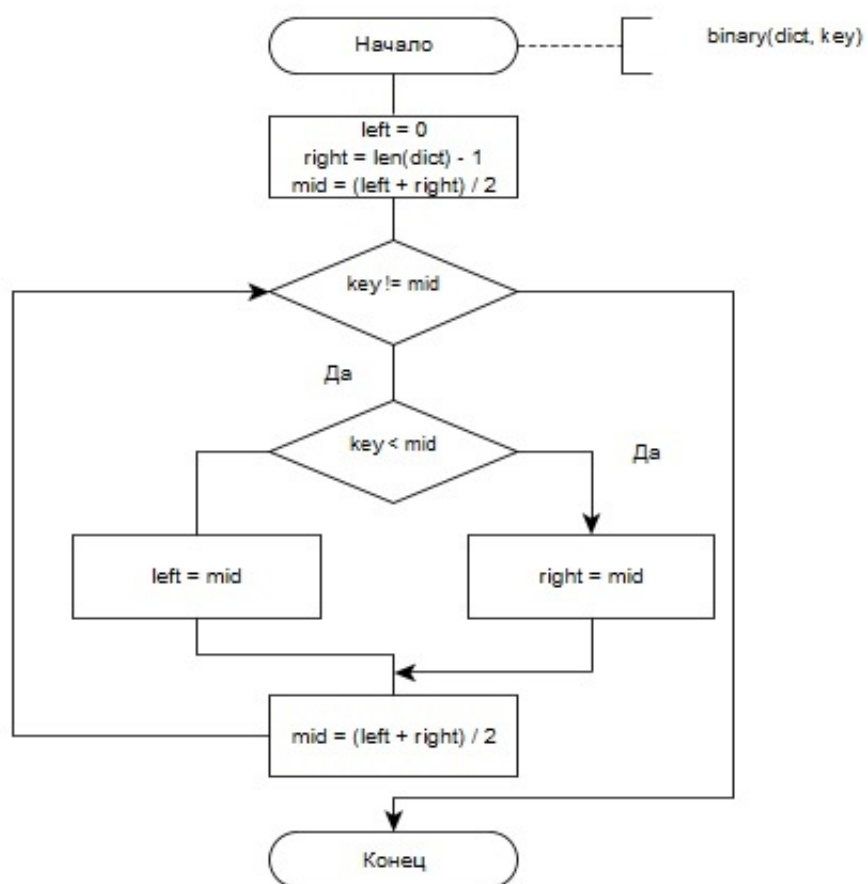 Начало
binary(dict, key)
left = 0
right = len(dict) - 1
mid = (left + right) / 2
key != mid
Да
key < mid
Да
left = mid
right = mid
mid = (left + right) / 2
Конец